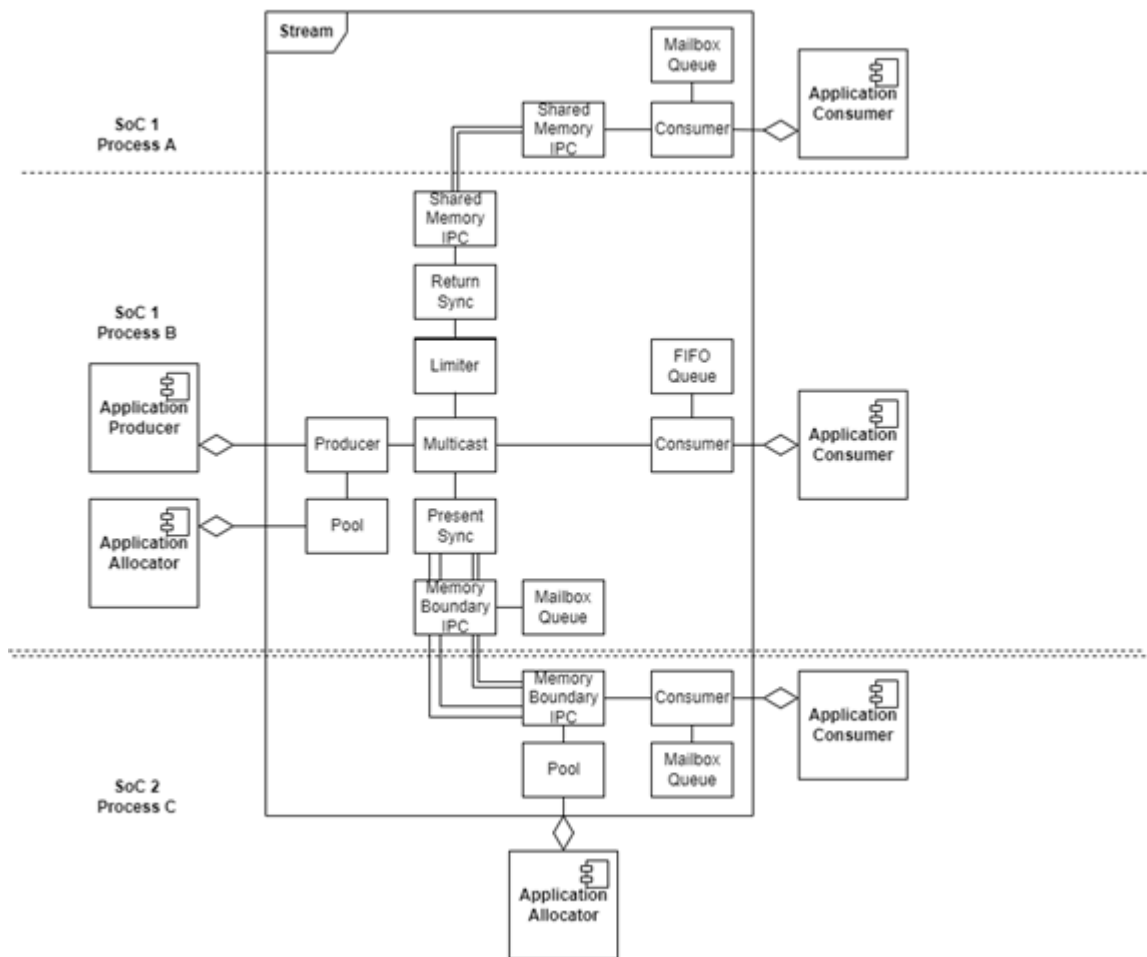 Stream
Mailbox
Queue
Application
Consumer
Shared
Memory
IPC
Consumer
SoC 1
Process A
Shared
Memory
IPC
Return
Sync
SoC 1
Process B
Limiter
FIFO
Queue
Application
Producer
Producer
Multicast
Consumer
Application
Consumer
Application
Allocator
Pool
Present
Sync
Memory
Boundary
IPC
Mailbox
Queue
Memory
Boundary
IPC
Consumer
Application
Consumer
Pool
Mailbox
Queue
SoC 2
Process C
Application
Allocator